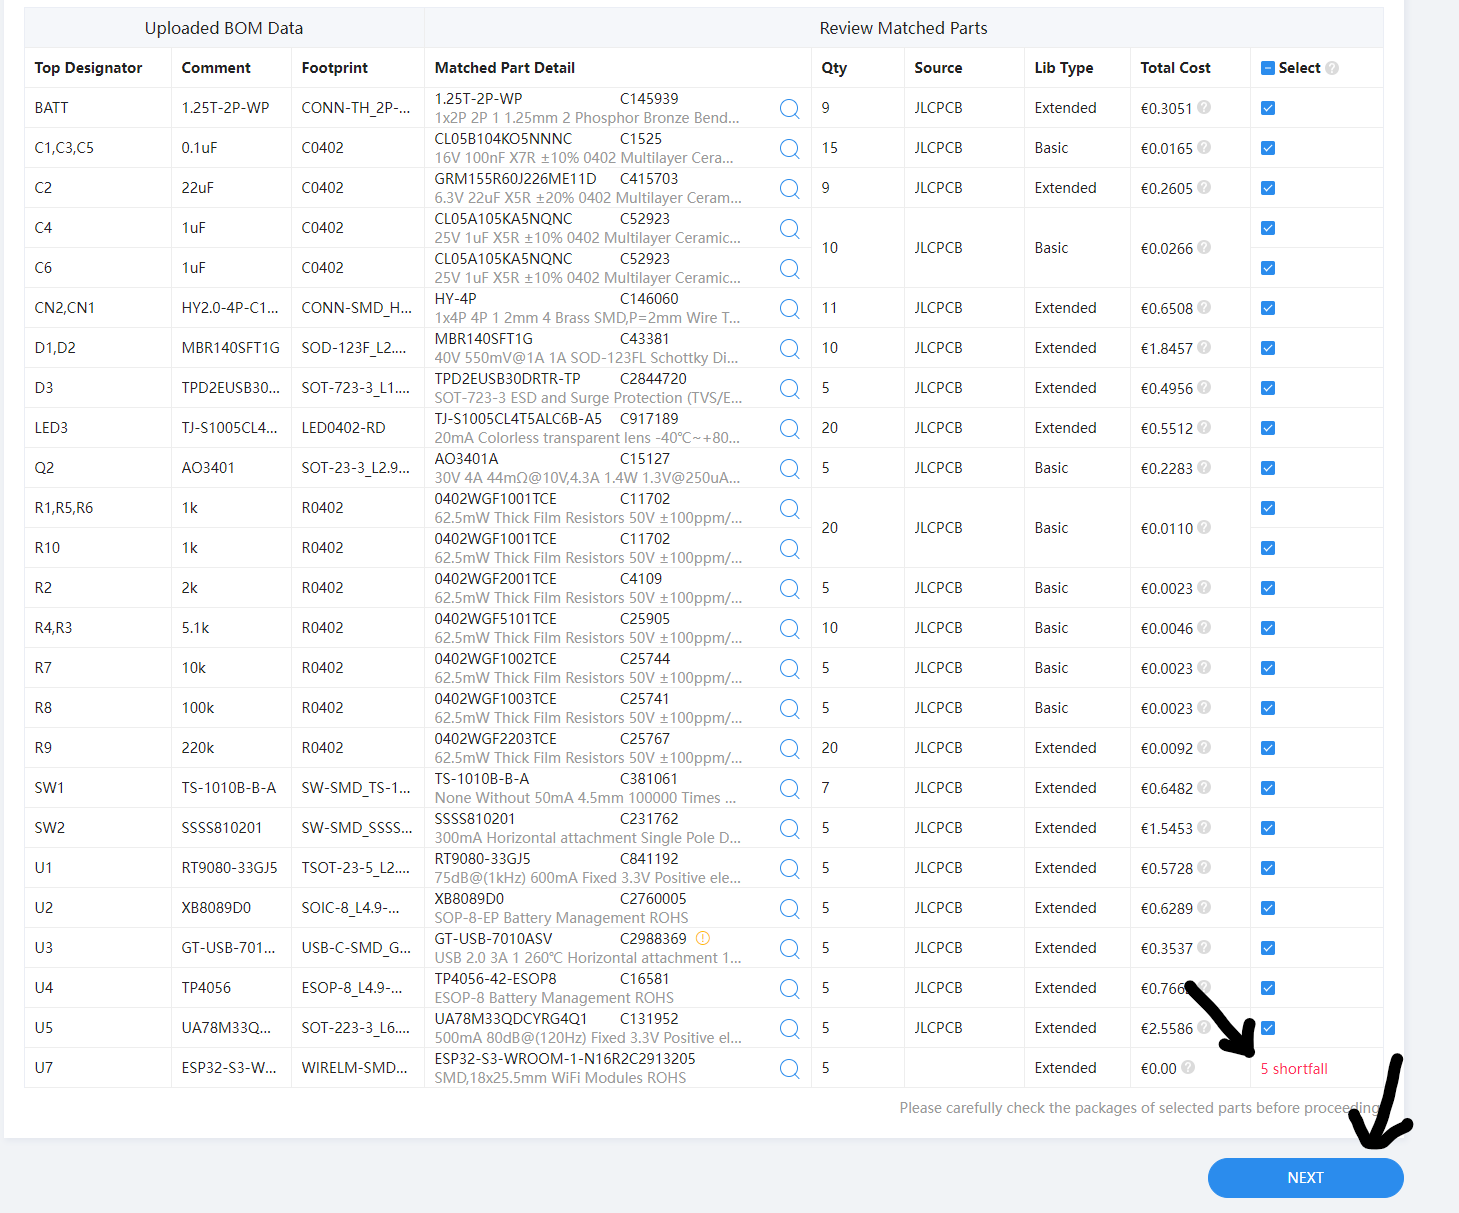 Uploaded BOM Data Review Matched Parts
Top Designator Comment Footprint Matched Part Detail Qty Source Lib Type Total Cost Select
BATT 1.25T-2P-WP CONN-TH_2P-... 1.25T-2P-WP C145939 9 JLCPCB Extended €0.3051
1x2P 2P 1 1.25mm 2 Phosphor Bronze Bend...
C1,C3,C5 0.1uF C0402 CL05B104KO5NNNC C1525 15 JLCPCB Basic €0.0165
16V 100nF X7R ±10% 0402 Multilayer Cera...
C2 22uF C0402 GRM155R60J226ME11D C415703 9 JLCPCB Extended €0.2605
6.3V 22uF X5R ±20% 0402 Multilayer Ceram...
C4 1uF C0402 CL05A105KA5NQNC C52923
25V 1uF X5R ±10% 0402 Multilayer Ceramic...
10 JLCPCB Basic €0.0266
C6 1uF C0402 CL05A105KA5NQNC C52923
25V 1uF X5R ±10% 0402 Multilayer Ceramic...
CN2,CN1 HY2.0-4P-C1... CONN-SMD_H... HY-4P C146060 11 JLCPCB Extended €0.6508
1x4P 4P 1 2mm 4 Brass SMD,P=2mm Wire T...
D1,D2 MBR140SFT1G SOD-123F_L2.... MBR140SFT1G C43381 10 JLCPCB Extended €1.8457
40V 550mV@1A 1A SOD-123FL Schottky Di...
D3 TPD2EUSB30... SOT-723-3_L1.... TPD2EUSB30DRTR-TP C2844720 5 JLCPCB Extended €0.4956
SOT-723-3 ESD and Surge Protection (TVS/E...
LED3 TJ-S1005CL4... LED0402-RD TJ-S1005CL4T5ALC6B-A5 C917189 20 JLCPCB Extended €0.5512
20mA Colorless transparent lens -40℃~+80...
Q2 AO3401 SOT-23-3_L2.9... AO3401A C15127 5 JLCPCB Basic €0.2283
30V 4A 44mΩ@10V,4.3A 1.4W 1.3V@250uA...
R1,R5,R6 1k R0402 0402WGF1001TCE C11702
62.5mW Thick Film Resistors 50V ±100ppm/...
20 JLCPCB Basic €0.0110
R10 1k R0402 0402WGF1001TCE C11702
62.5mW Thick Film Resistors 50V ±100ppm/...
R2 2k R0402 0402WGF2001TCE C4109 5 JLCPCB Basic €0.0023
62.5mW Thick Film Resistors 50V ±100ppm/...
R4,R3 5.1k R0402 0402WGF5101TCE C25905 10 JLCPCB Basic €0.0046
62.5mW Thick Film Resistors 50V ±100ppm/...
R7 10k R0402 0402WGF1002TCE C25744 5 JLCPCB Basic €0.0023
62.5mW Thick Film Resistors 50V ±100ppm/...
R8 100k R0402 0402WGF1003TCE C25741 5 JLCPCB Basic €0.0023
62.5mW Thick Film Resistors 50V ±100ppm/...
R9 220k R0402 0402WGF2203TCE C25767 20 JLCPCB Extended €0.0092
62.5mW Thick Film Resistors 50V ±100ppm/...
SW1 TS-1010B-B-A SW-SMD_TS-1... TS-1010B-B-A C381061 7 JLCPCB Extended €0.6482
None Without 50mA 4.5mm 100000 Times ...
SW2 SSSS810201 SW-SMD_SSSS... SSSS810201 C231762 5 JLCPCB Extended €1.5453
300mA Horizontal attachment Single Pole D...
U1 RT9080-33GJ5 TSOT-23-5_L2.... RT9080-33GJ5 C841192 5 JLCPCB Extended €0.5728
75dB@(1kHz) 600mA Fixed 3.3V Positive ele...
U2 XB8089D0 SOIC-8_L4.9-... XB8089D0 C2760005 5 JLCPCB Extended €0.6289
SOP-8-EP Battery Management ROHS
U3 GT-USB-701... USB-C-SMD_G... GT-USB-7010ASV C2988369 5 JLCPCB Extended €0.3537
USB 2.0 3A 1 260℃ Horizontal attachment 1...
U4 TP4056 ESOP-8_L4.9-... TP4056-42-ESOP8 C16581 5 JLCPCB Extended
ESOP-8 Battery Management ROHS
U5 UA78M33Q... SOT-223-3_L6.... UA78M33QDCYRG4Q1 C131952 5 JLCPCB Extended €2.5586
500mA 80dB@(120Hz) Fixed 3.3V Positive el...
U7 ESP32-S3-W... WIRELM-SMD... ESP32-S3-WROOM-1-N16R2C2913205 5 Extended €0.00 5 shortfall
SMD,18x25.5mm WiFi Modules ROHS
Please carefully check the packages of selected parts before proceeding
NEXT